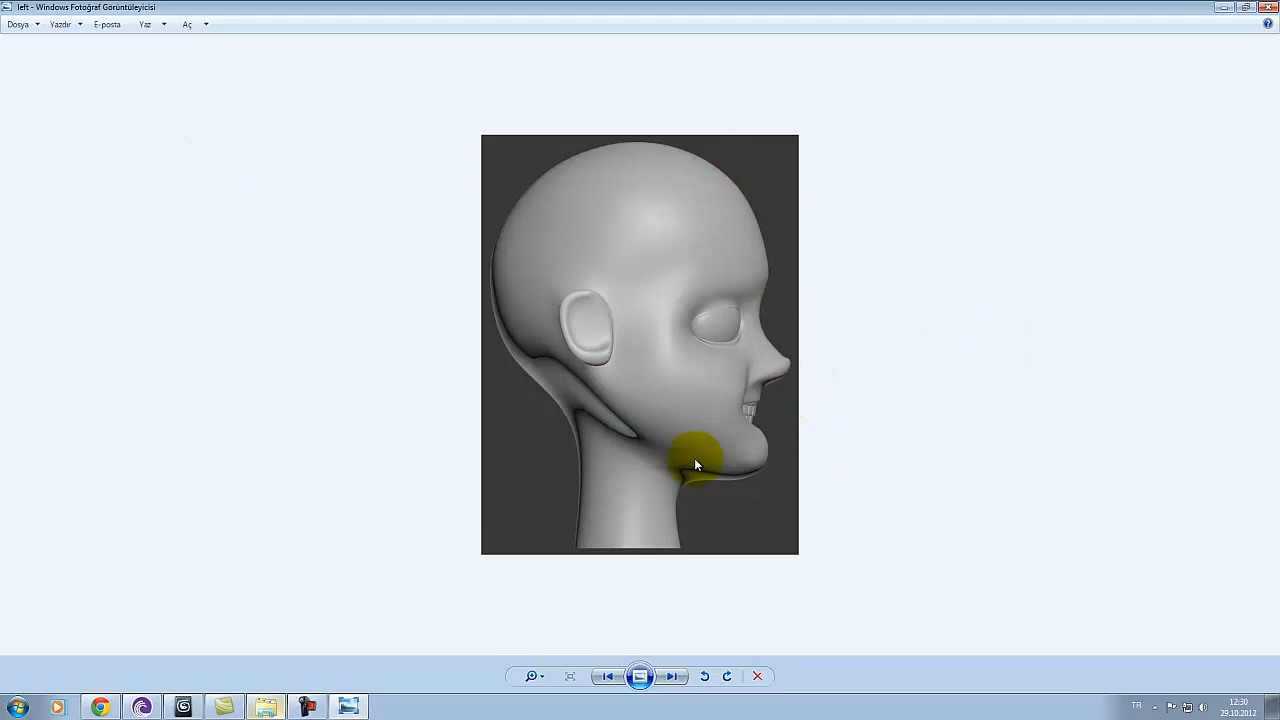 left - Windows Fotoğraf Görüntüleyicisi
Dosya Yazdır E-posta Yaz Aç
TR
12:30
29.10.2012